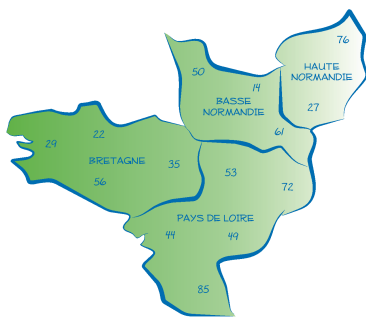 76
50
HAUTE
NORMANDIE
14
BASSE
NORMANDIE
27
61
22
29
BRETAGNE
35
53
56
72
PAYS DE LOIRE
44
49
85